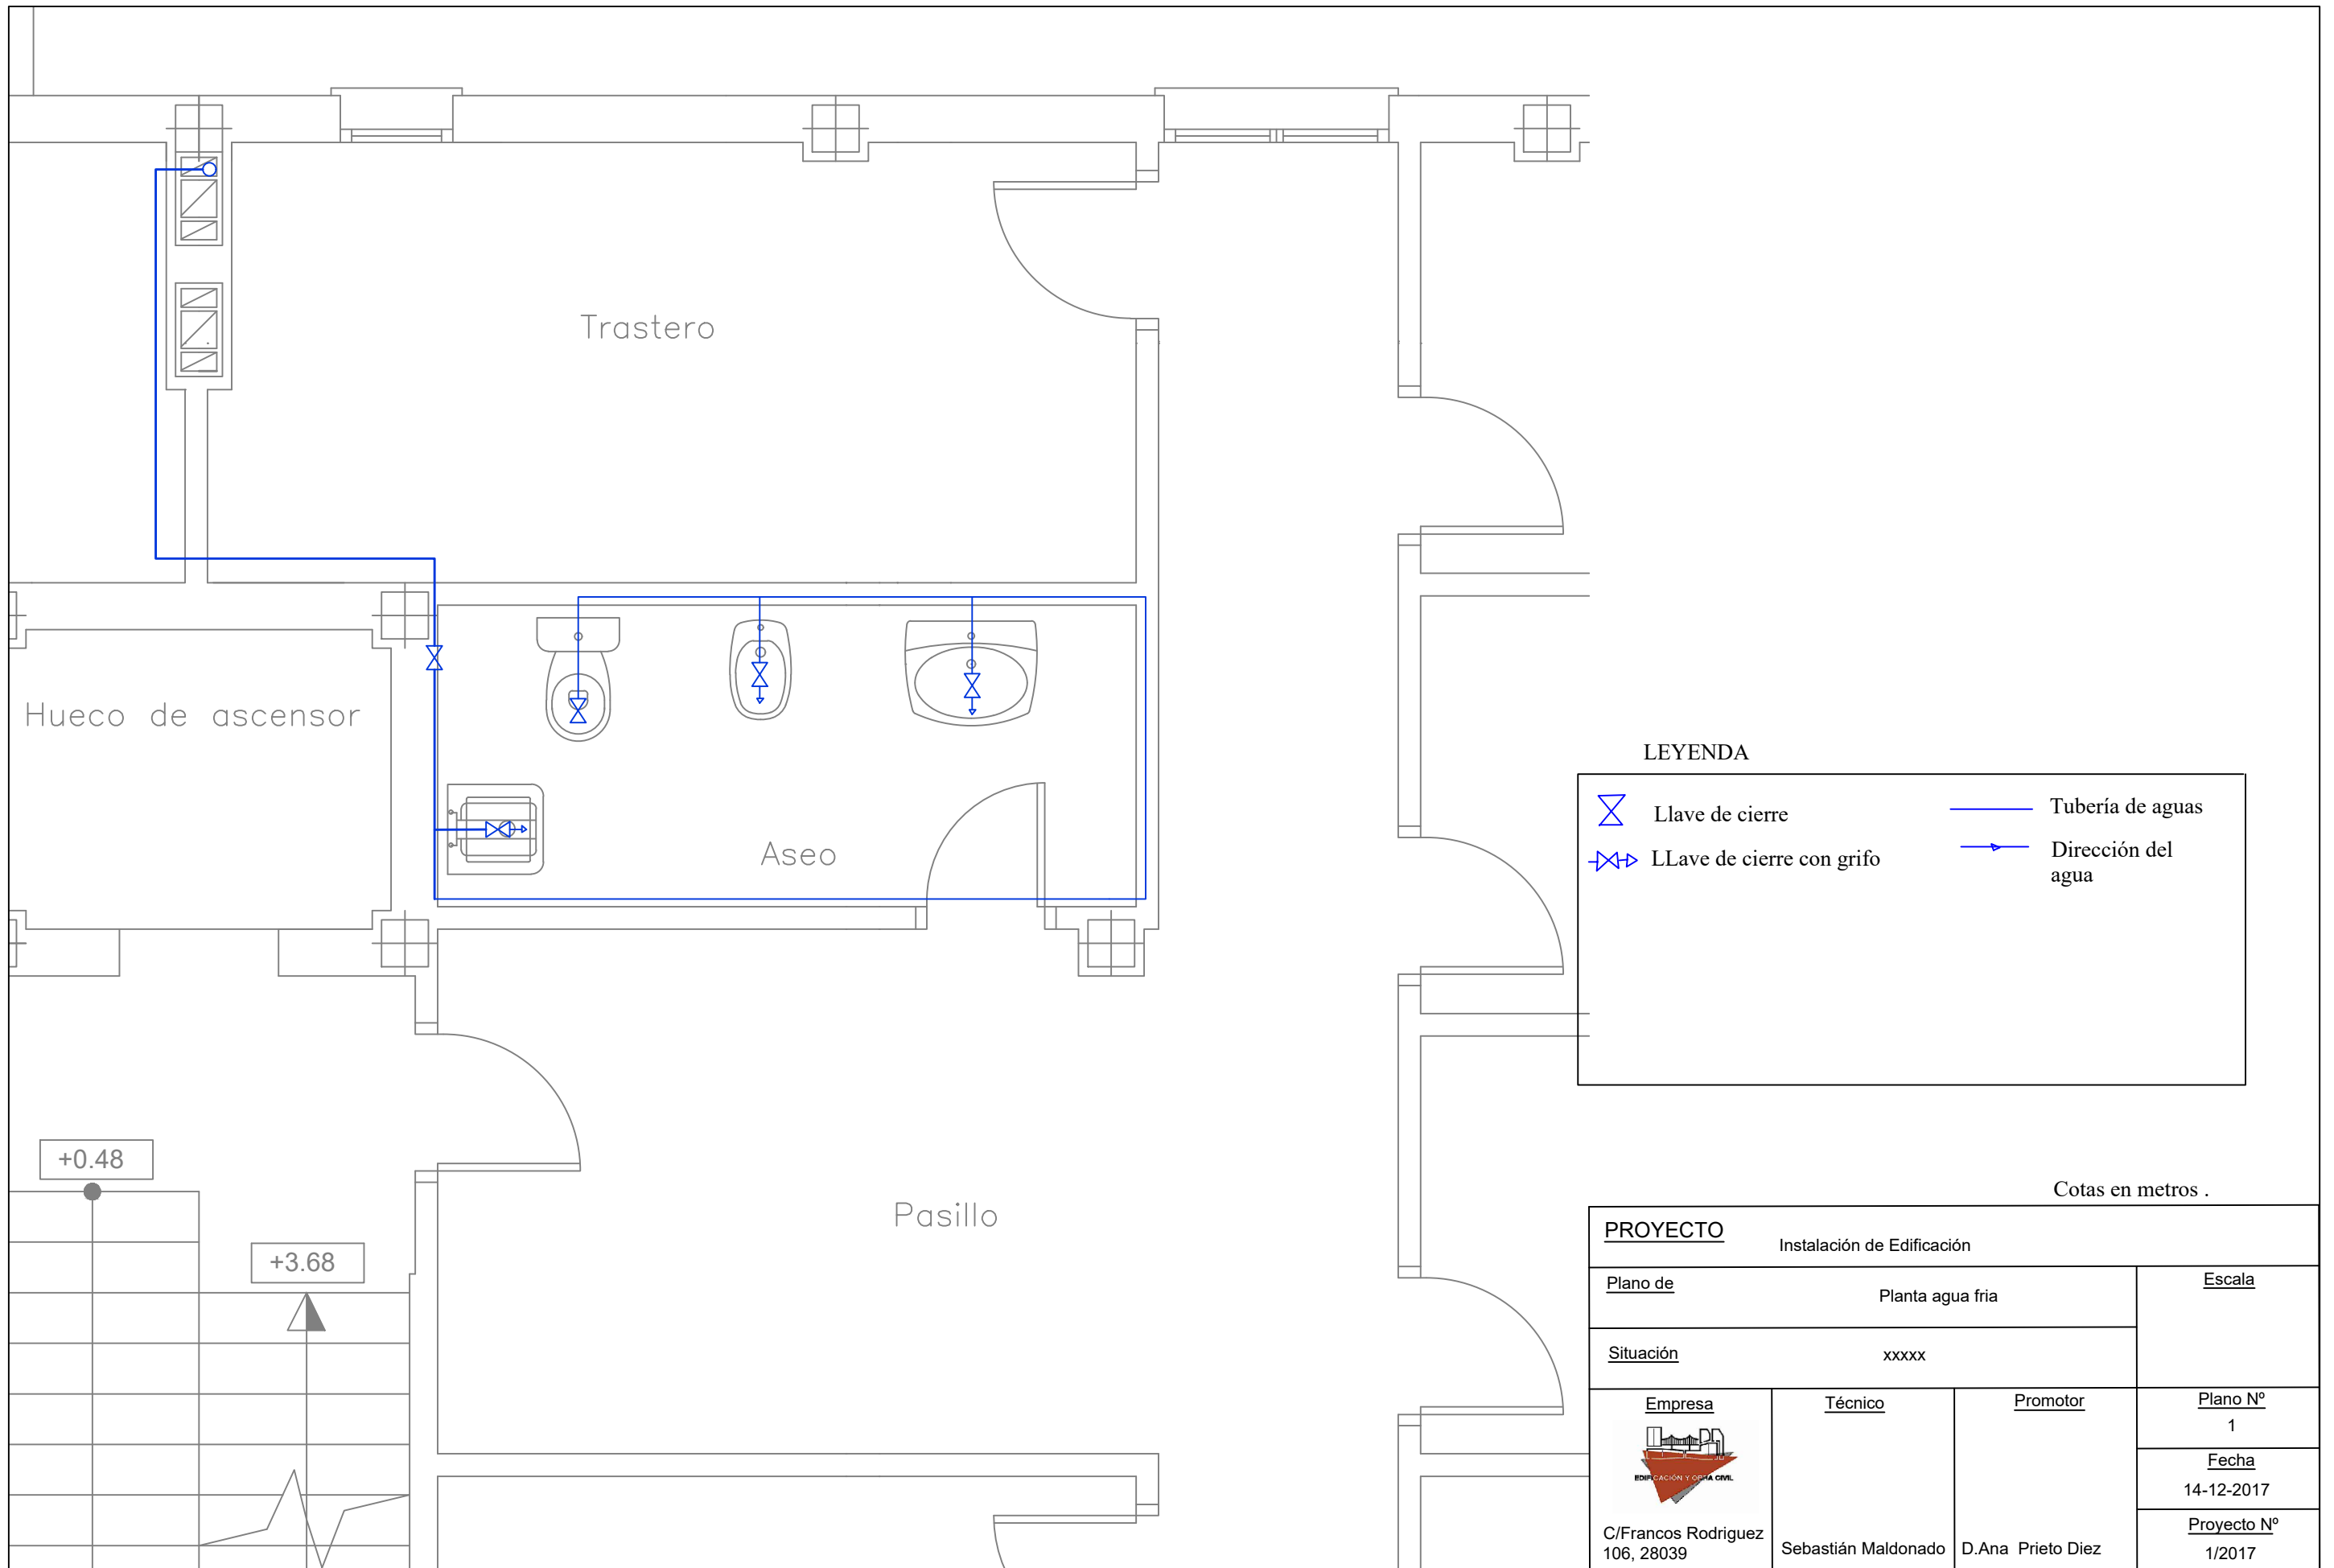 Trastero
Hueco de ascensor
Aseo
Pasillo
+0.48
+3.68
LEYENDA
Llave de cierre
Tubería de aguas
LLave de cierre con grifo
Dirección del
agua
Cotas en metros .
PROYECTO
Instalación de Edificación
Plano de
Planta agua fria
Escala
Situación
xxxxx
Empresa
EDIFICACIÓN Y OBRA CIVIL
C/Francos Rodriguez
106, 28039
Técnico
Sebastián Maldonado
Promotor
D.Ana Prieto Diez
Plano Nº
1
Fecha
14-12-2017
Proyecto Nº
1/2017